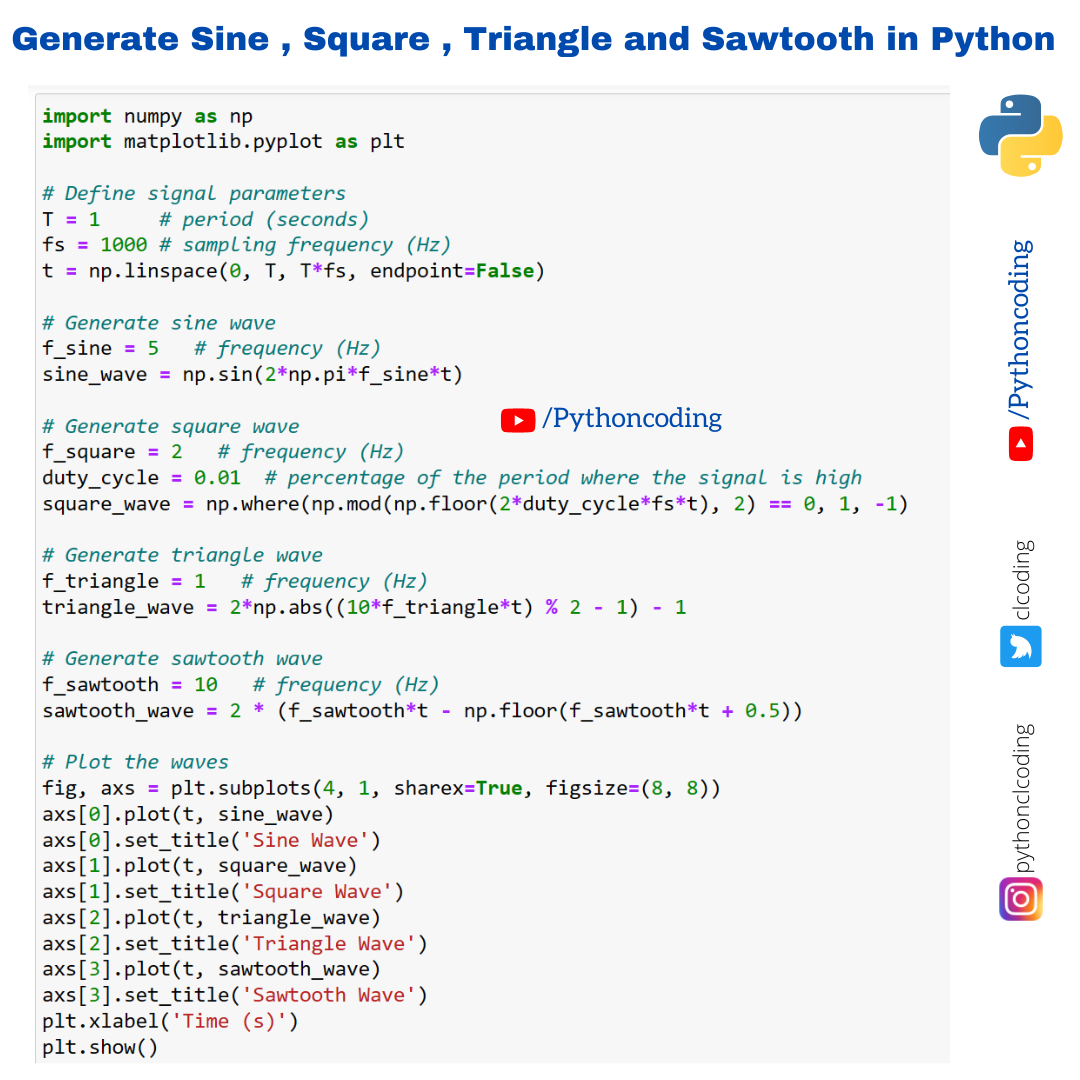 Generate Sine , Square , Triangle and Sawtooth in Python
import numpy as np
import matplotlib.pyplot as plt
# Define signal parameters
T = 1     # period (seconds)
fs = 1000 # sampling frequency (Hz)
t = np.linspace(0, T, T*fs, endpoint=False)
# Generate sine wave
f_sine = 5   # frequency (Hz)
sine_wave = np.sin(2*np.pi*f_sine*t)
/Pythoncoding
# Generate square wave
f_square = 2   # frequency (Hz)
duty_cycle = 0.01  # percentage of the period where the signal is high
square_wave = np.where(np.mod(np.floor(2*duty_cycle*fs*t), 2) == 0, 1, -1)
# Generate triangle wave
f_triangle = 1   # frequency (Hz)
triangle_wave = 2*np.abs((10*f_triangle*t) % 2 - 1) - 1
# Generate sawtooth wave
f_sawtooth = 10   # frequency (Hz)
sawtooth_wave = 2 * (f_sawtooth*t - np.floor(f_sawtooth*t + 0.5))
# Plot the waves
fig, axs = plt.subplots(4, 1, sharex=True, figsize=(8, 8))
axs[0].plot(t, sine_wave)
axs[0].set_title('Sine Wave')
axs[1].plot(t, square_wave)
axs[1].set_title('Square Wave')
axs[2].plot(t, triangle_wave)
axs[2].set_title('Triangle Wave')
axs[3].plot(t, sawtooth_wave)
axs[3].set_title('Sawtooth Wave')
plt.xlabel('Time (s)')
plt.show()
/Pythoncoding
clcoding
pythonclcoding